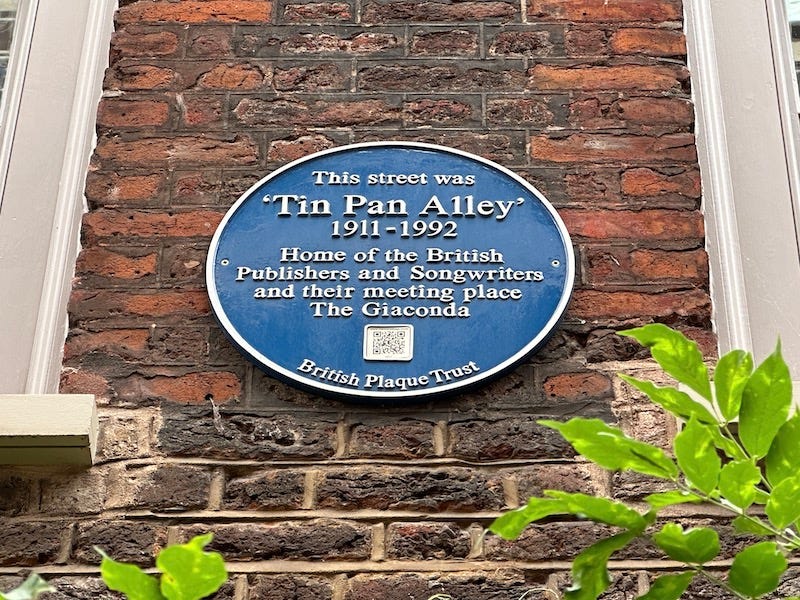 This street was
'Tin Pan Alley'
1911-1992
Home of the British
Publishers and Songwriters
and their meeting place
The Giaconda
British Plaque Trust